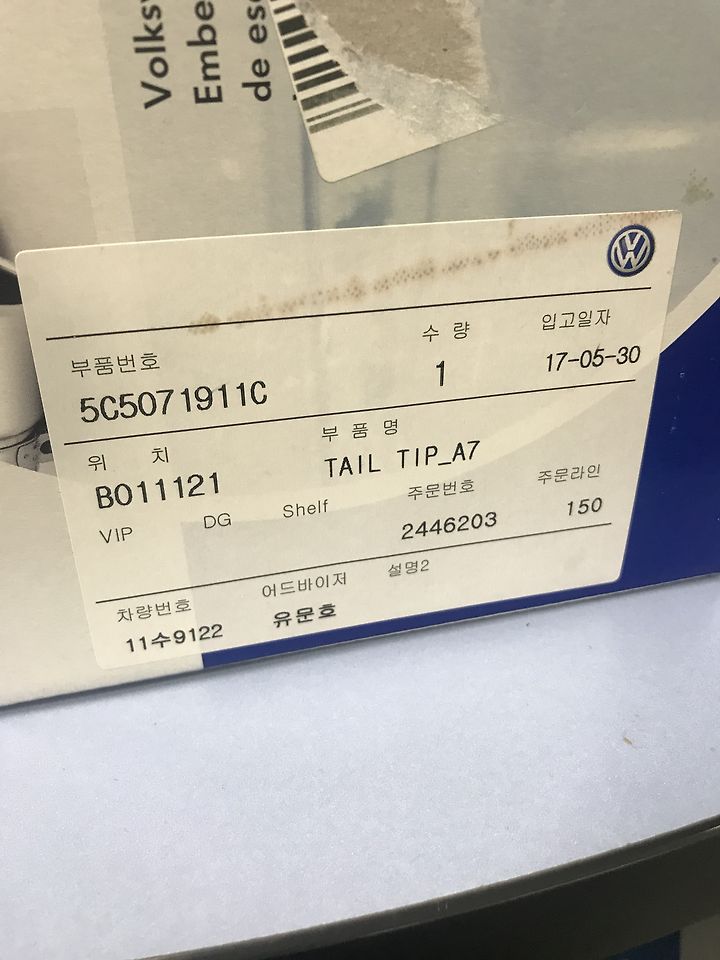 Volksw
Embe
de esc
부품번호 수 량 입고일자
5C5071911C 1 17-05-30
위 치 부 품 명
B011121 TAIL TIP_A7
VIP DG Shelf 주문번호 주문라인
2446203 150
차량번호 어드바이저 설명2
11수9122 유문호